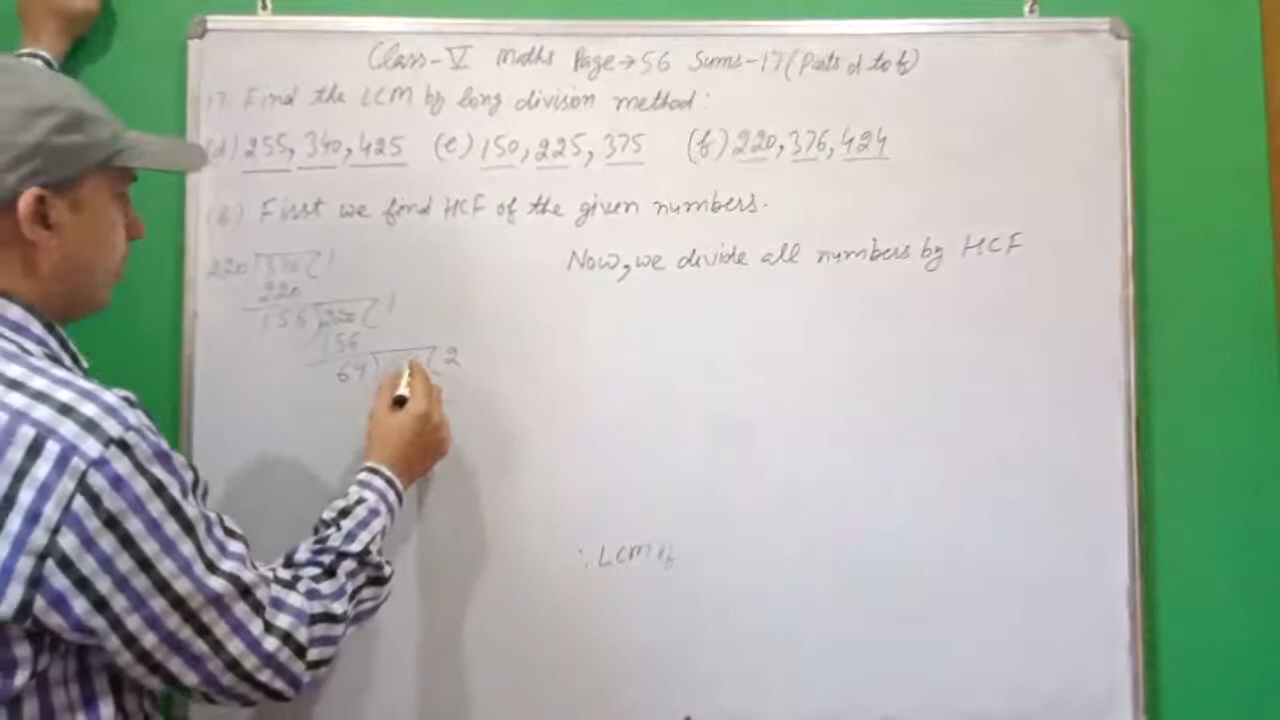 Class-V Maths Page→56 Sums-17(Parts d to f)
17. Find the LCM by long division method:
(d) 255, 340, 425 (e) 150, 225, 375 (f) 220, 376, 424
(f) First we find HCF of the given numbers.
Now, we divide all numbers by HCF
220)376(1
220
156)220(1
156
64) (2
∴ LCM of